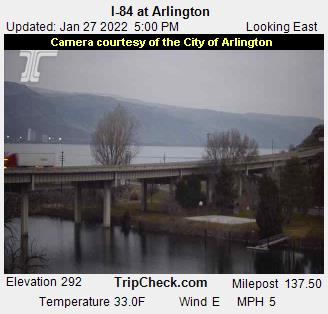 I-84 at Arlington
Updated: Jan 27 2022 5:00 PM Looking East
Camera courtesy of the City of Arlington
Elevation 292 TripCheck.com Milepost 137.50
Temperature 33.0F Wind E MPH 5